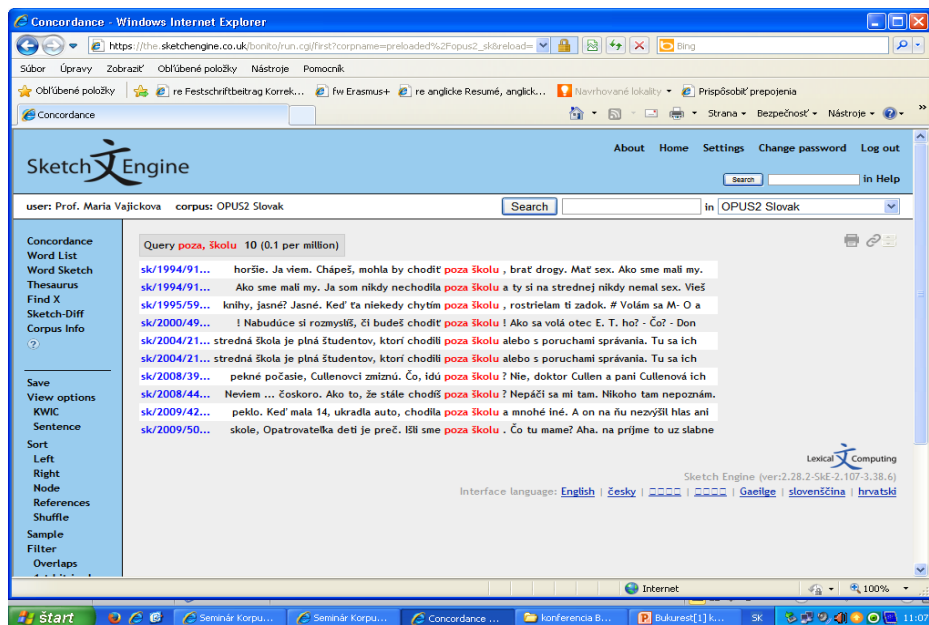 Concordance - Windows Internet Explorer
https://the.sketchengine.co.uk/bonito/run.cgi/first?corpname=preloaded%2Fopus2_sk&reload= Bing
Súbor Úpravy Zobraziť Obľúbené položky Nástroje Pomocník
Obľúbené položky re Festschriftbeitrag Korrek... fw Erasmus+ re anglicke Resumé, anglick... Navrhované lokality Prispôsobiť prepojenia
Concordance Strana Bezpečnosť Nástroje »
About Home Settings Change password Log out
Sketch Engine
Search in Help
user: Prof. Maria Vajickova corpus: OPUS2 Slovak Search in OPUS2 Slovak
Concordance
Word List
Word Sketch
Thesaurus
Find X
Sketch-Diff
Corpus Info
?
Save
View options
KWIC
Sentence
Sort
Left
Right
Node
References
Shuffle
Sample
Filter
Overlaps
Query poza, školu 10 (0.1 per million)
sk/1994/91... horšie. Ja viem. Chápeš, mohla by chodiť poza školu , brať drogy. Mať sex. Ako sme mali my.
sk/1994/91... Ako sme mali my. Ja som nikdy nechodila poza školu a ty si na strednej nikdy nemal sex. Vieš
sk/1995/59... knihy, jasné? Jasné. Keď ťa niekedy chytím poza školu , rostrielam ti zadok. # Volám sa M- O a
sk/2000/49... ! Nabudúce si rozmyslíš, či budeš chodiť poza školu ! Ako sa volá otec E. T. ho? - Čo? - Don
sk/2004/21... stredná škola je plná študentov, ktorí chodili poza školu alebo s poruchami správania. Tu sa ich
sk/2004/21... stredná škola je plná študentov, ktorí chodili poza školu alebo s poruchami správania. Tu sa ich
sk/2008/39... pekné počasie, Cullenovci zmiznú. Čo, idú poza školu ? Nie, doktor Cullen a pani Cullenová ich
sk/2008/44... Neviem ... čoskoro. Ako to, že stále chodíš poza školu ? Nepáči sa mi tam. Nikoho tam nepoznám.
sk/2009/42... peklo. Keď mala 14, ukradla auto, chodila poza školu a mnohé iné. A on na ňu nezvýšil hlas ani
sk/2009/50... skole, Opatrovateľka deti je preč. Išli sme poza školu . Čo tu mame? Aha. na príjme to uz slabne
Lexical Computing
Sketch Engine (ver:2.28.2-SkE-2.107-3.38.6)
Interface language: English | česky | □□□□ | □□□□ | Gaeilge | slovenščina | hrvatski
Internet 100%
štart Seminár Korpu... Seminár Korpu... Concordance ... konferencia B... Bukurest[1] k... SK 11:07